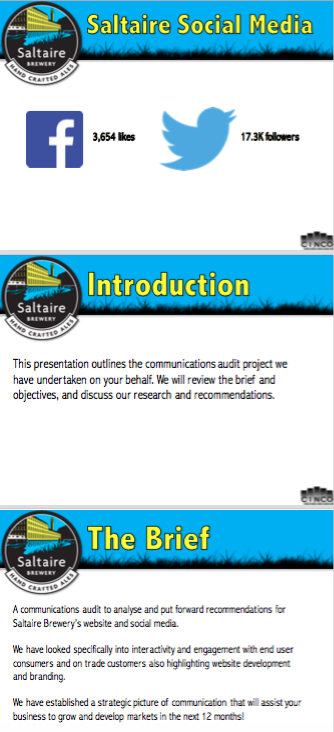 Saltaire Social Media
Saltaire
BREWERY
HAND CRAFTED ALES
3,654 likes
17.3K followers
CINCO
Introduction
Saltaire
BREWERY
HAND CRAFTED ALES
This presentation outlines the communications audit project we
have undertaken on your behalf. We will review the brief and
objectives, and discuss our research and recommendations.
CINCO
The Brief
Saltaire
BREWERY
HAND CRAFTED ALES
A communications audit to analyse and put forward recommendations for
Saltaire Brewery's website and social media.
We have looked specifically into interactivity and engagement with end user
consumers and on trade customers also highlighting website development
and branding.
We have established a strategic picture of communication that will assist your
business to grow and develop markets in the next 12 months!